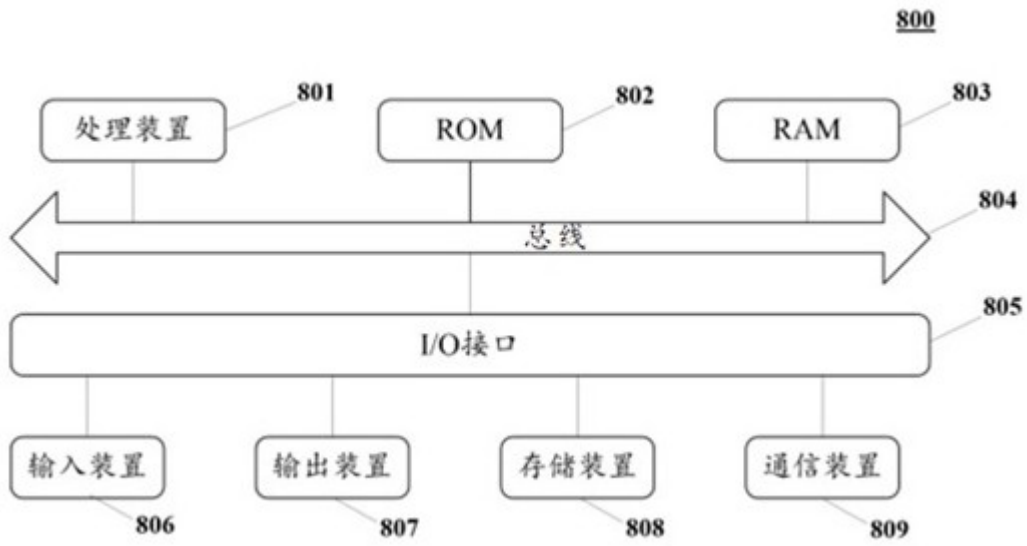 800
801
802
803
处理装置
ROM
RAM
804
总线
805
I/O接口
输入装置
输出装置
存储装置
通信装置
806
807
808
809